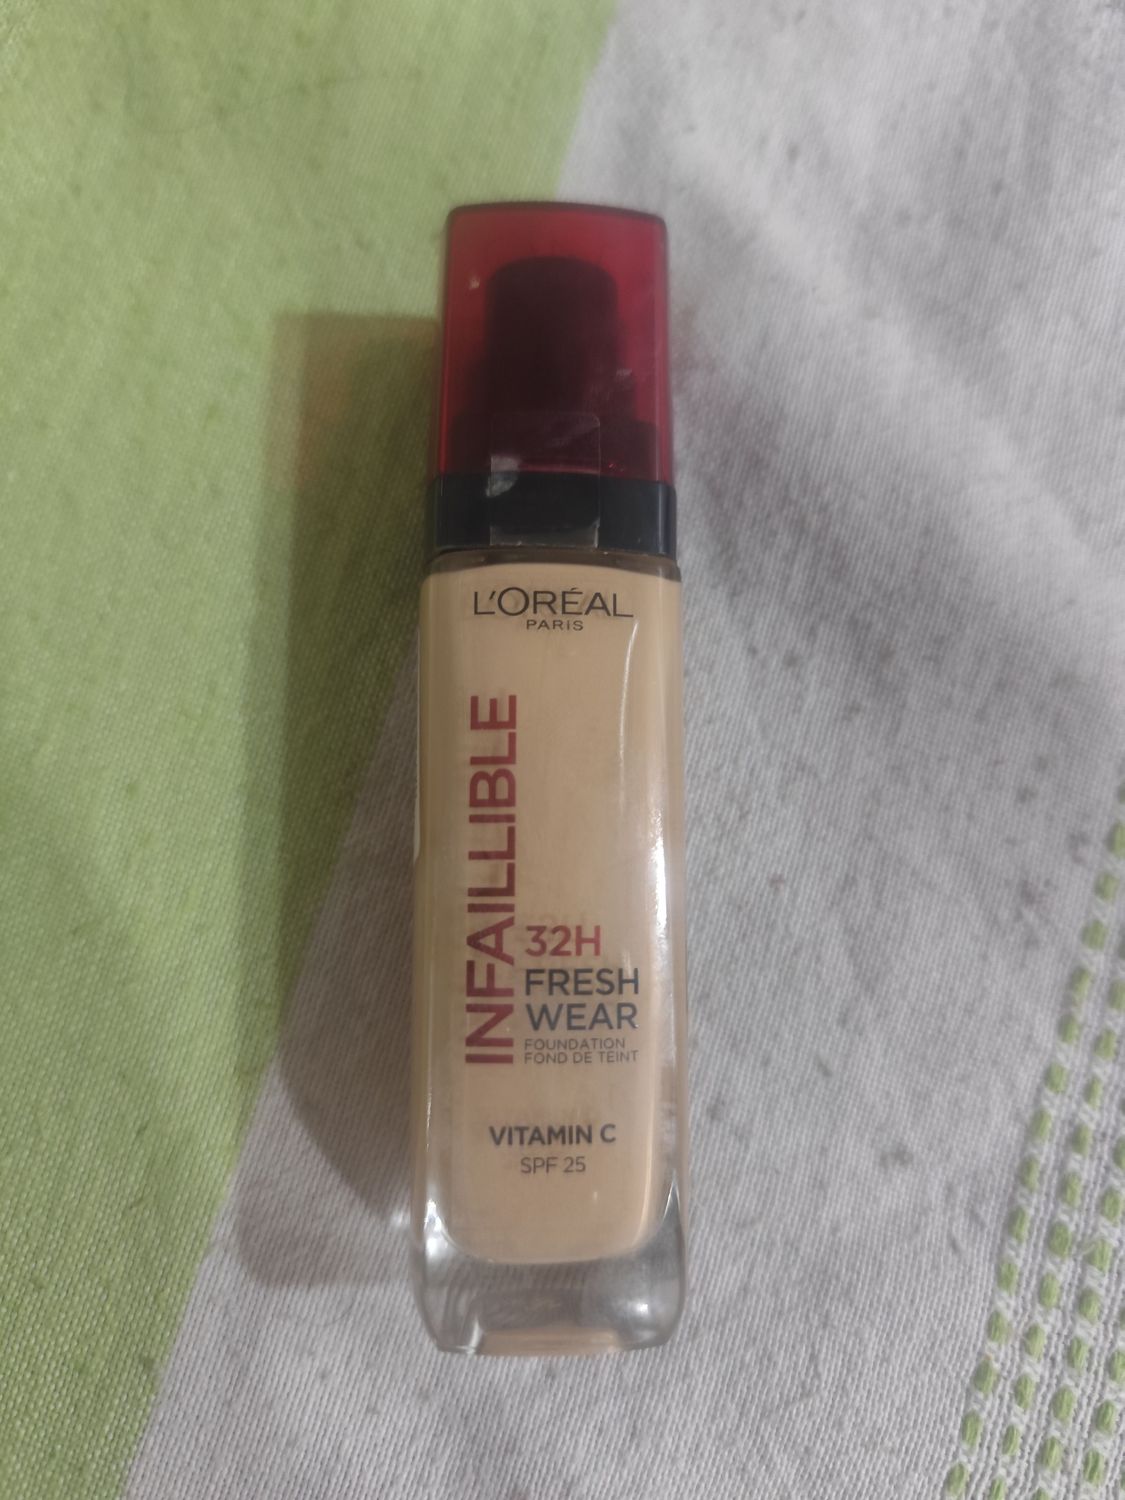 L'ORÉAL
PARIS
INFAILLIBLE
32H
FRESH
WEAR
FOUNDATION
FOND DE TEINT
VITAMIN C
SPF 25